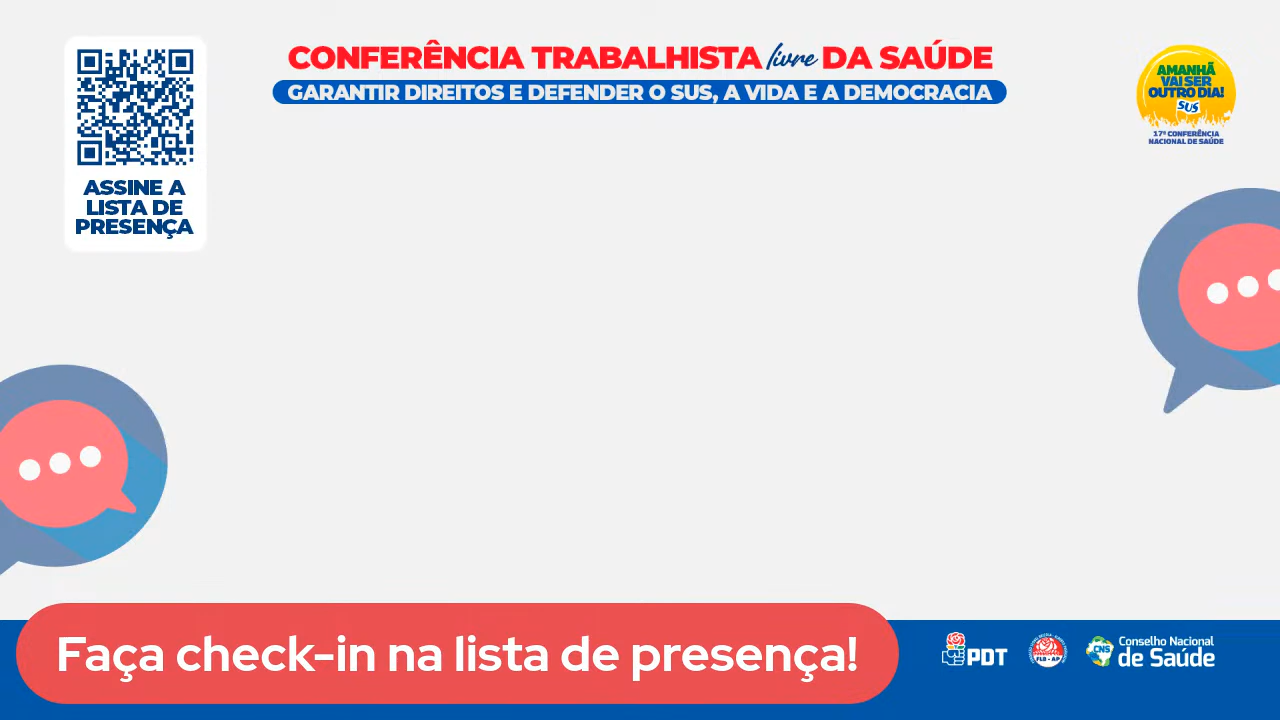 CONFERÊNCIA TRABALHISTA livre DA SAÚDE
GARANTIR DIREITOS E DEFENDER O SUS, A VIDA E A DEMOCRACIA
AMANHÃ
VAI SER
OUTRO DIA!
SUS
17ª CONFERÊNCIA
NACIONAL DE SAÚDE
ASSINE A
LISTA DE
PRESENÇA
Faça check-in na lista de presença!
PDT
FLB - AP
CNS
Conselho Nacional
de Saúde